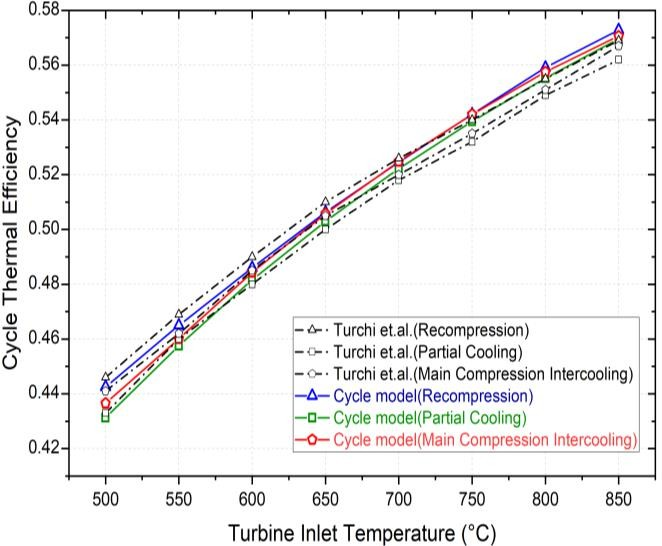 0.58
0.56
0.54
0.52
0.50
0.48
0.46
0.44
0.42
Cycle Thermal Efficiency
Turchi et.al.(Recompression)
Turchi et.al.(Partial Cooling)
Turchi et.al.(Main Compression Intercooling)
Cycle model(Recompression)
Cycle model(Partial Cooling)
Cycle model(Main Compression Intercooling)
500 550 600 650 700 750 800 850
Turbine Inlet Temperature (°C)